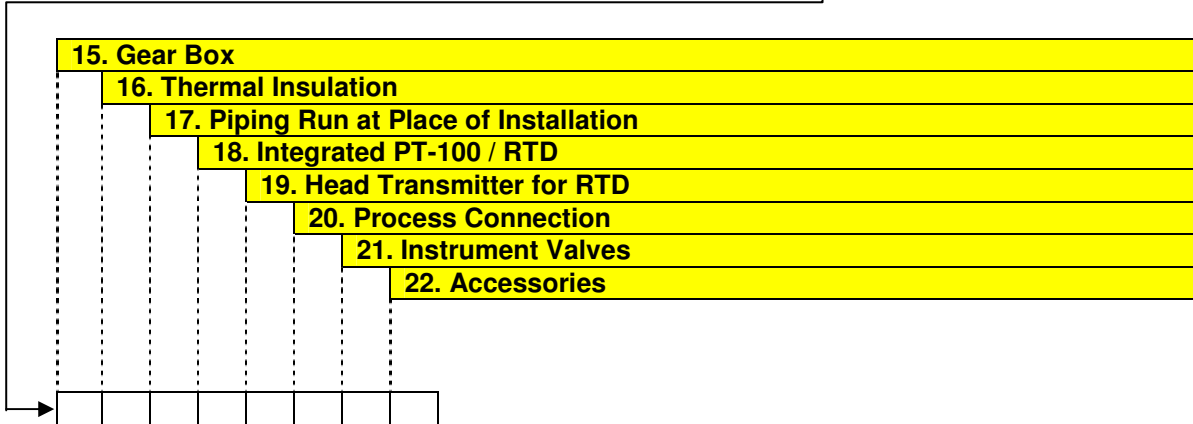 15. Gear Box
16. Thermal Insulation
17. Piping Run at Place of Installation
18. Integrated PT-100 / RTD
19. Head Transmitter for RTD
20. Process Connection
21. Instrument Valves
22. Accessories